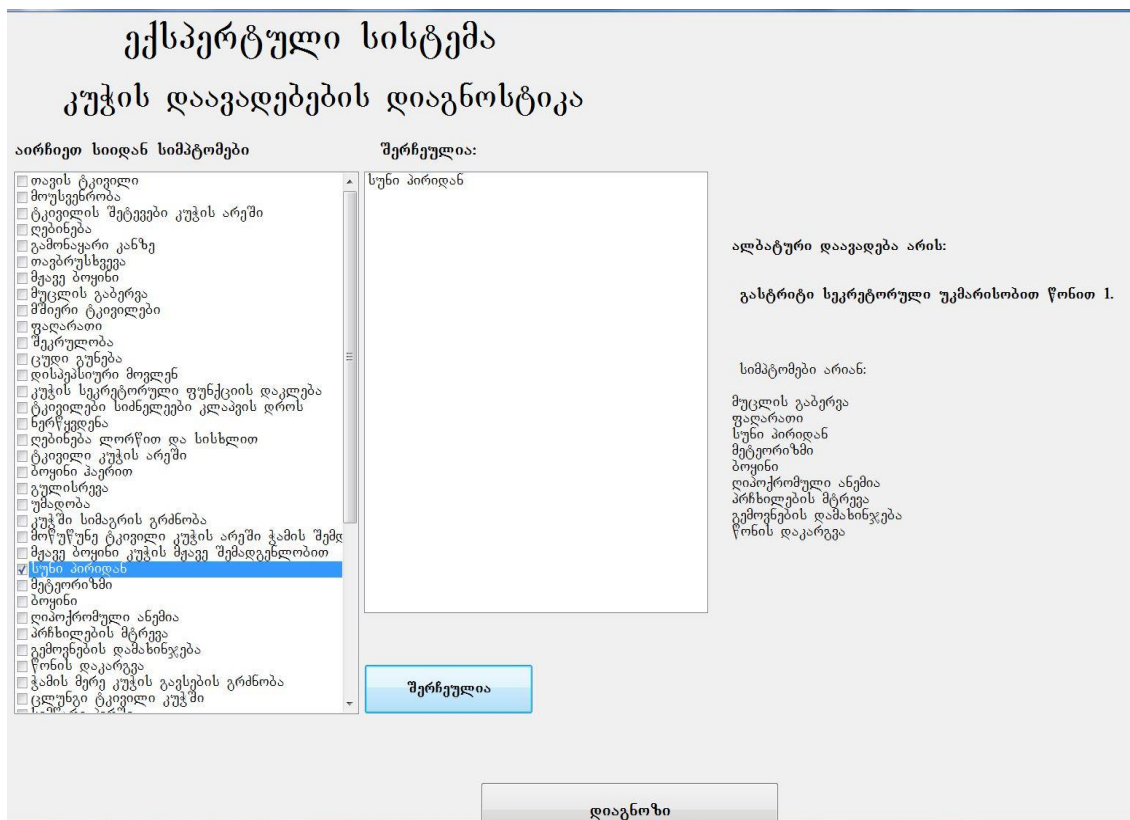 ექსპერტული სისტემა
კუჭის დაავადებების დიაგნოსტიკა
აირჩიეთ სიიდან სიმპტომები
შერჩეულია:
თავის ტკივილი
მოუსვენრობა
ტკივილის შეტევები კუჭის არეში
ღებინება
გამონაყარი კანზე
თავბრუსხვევა
მჟავე ბოყინი
მუცლის გაბერვა
მშიერი ტკივილები
ფაღარათი
შეკრულობა
ცუდი გუნება
დისპეპსიური მოვლენ
კუჭის სეკრეტორული ფუნქციის დაკლება
ტკივილები სიძნელეები კლაპვის დროს
ნერწყვდენა
ღებინება ლორწით და სისხლით
ტკივილი კუჭის არეში
ბოყინი ჰაერით
გულისრევა
უმადობა
კუჭში სიმაგრის გრძნობა
მოწუწუნე ტკივილი კუჭის არეში ჭამის შემდ
მჟავე ბოყინი კუჭის მჟავე შემადგენლობით
სუნი პირიდან
მეტეორიზმი
ბოყინი
ღიპოქრომული ანემია
პრჩხილების მტრევა
გემოვნების დამახინჯება
წონის დაკარგვა
ჭამის მერე კუჭის გავსების გრძნობა
ცლუნგი ტკივილი კუჭში
სუნი პირიდან
შერჩეულია
ალბატური დაავადება არის:
გასტრიტი სეკრეტორული უკმარისობით წონით 1.
სიმპტომები არიან:
მუცლის გაბერვა
ფაღარათი
სუნი პირიდან
მეტეორიზმი
ბოყინი
ღიპოქრომული ანემია
პრჩხილების მტრევა
გემოვნების დამახინჯება
წონის დაკარგვა
დიაგნოზი